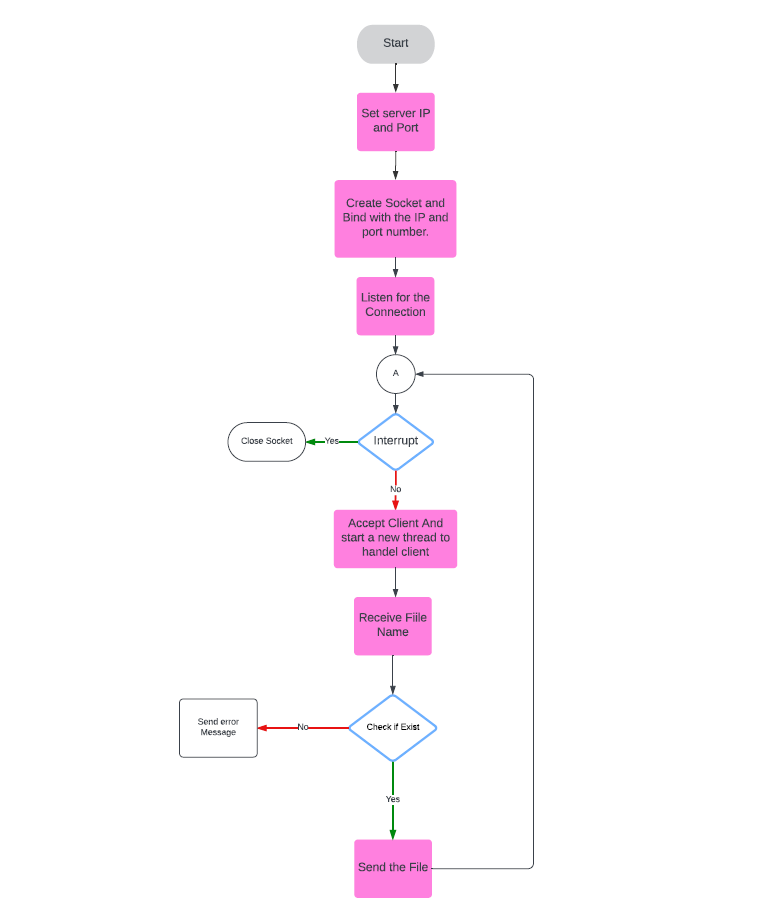 Start
Set server IP
and Port
Create Socket and
Bind with the IP and
port number.
Listen for the
Connection
A
Interrupt
Yes
Close Socket
No
Accept Client And
start a new thread to
handel client
Receive Fiile
Name
Check if Exist
No
Send error
Message
Yes
Send the File